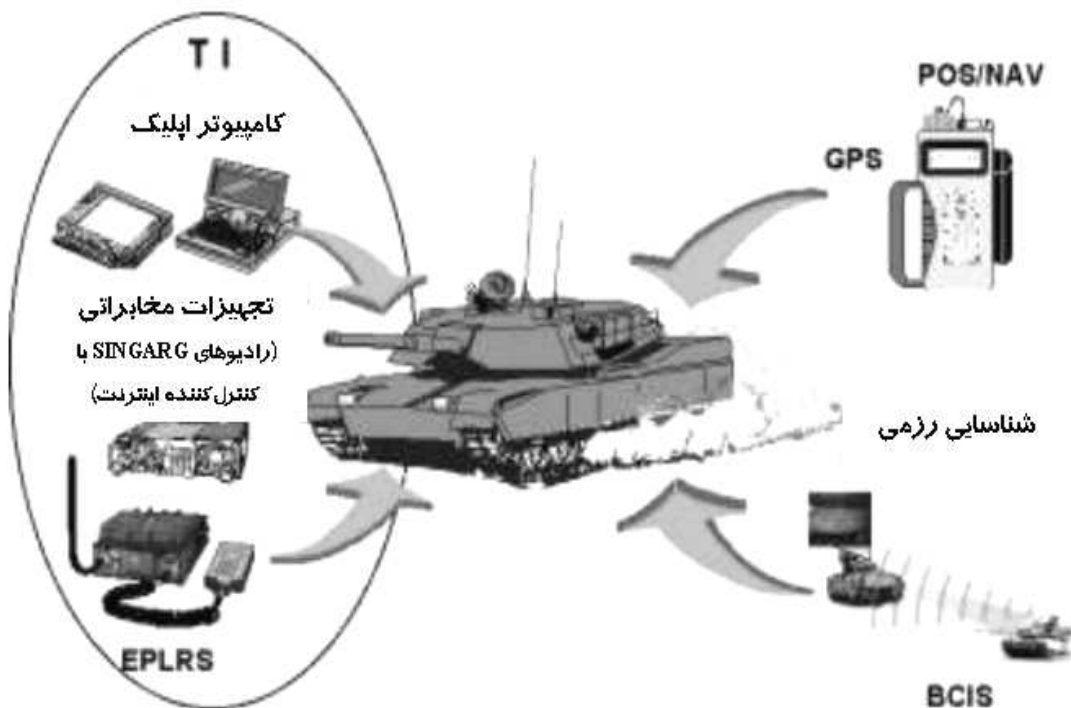 T I
کامپیوتر اپلیک
تجهیزات مخابراتی
(رادیوهای SINGARG با
کنترل کننده اینترنت)
EPLRS
POS/NAV
GPS
شناسایی رزمی
BCIS